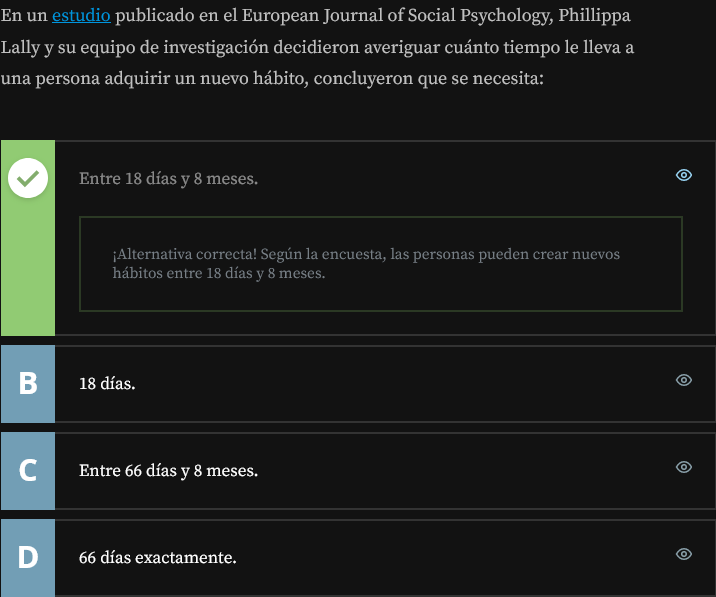 En un estudio publicado en el European Journal of Social Psychology, Phillippa
Lally y su equipo de investigación decidieron averiguar cuánto tiempo le lleva a
una persona adquirir un nuevo hábito, concluyeron que se necesita:
Entre 18 días y 8 meses.
¡Alternativa correcta! Según la encuesta, las personas pueden crear nuevos
hábitos entre 18 días y 8 meses.
B
18 días.
C
Entre 66 días y 8 meses.
D
66 días exactamente.